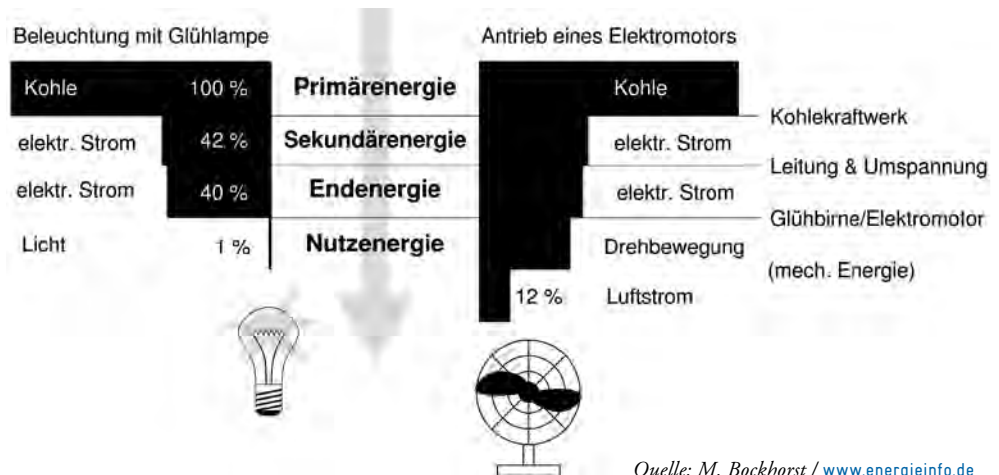 Beleuchtung mit Glühlampe
Antrieb eines Elektromotors
Kohle 100 % Primärenergie Kohle
Kohlekraftwerk
elektr. Strom 42 % Sekundärenergie elektr. Strom
Leitung & Umspannung
elektr. Strom 40 % Endenergie elektr. Strom
Glühbirne/Elektromotor
Licht 1 % Nutzenergie Drehbewegung
(mech. Energie)
12 % Luftstrom
Quelle: M. Bockhorst / www.energieinfo.de